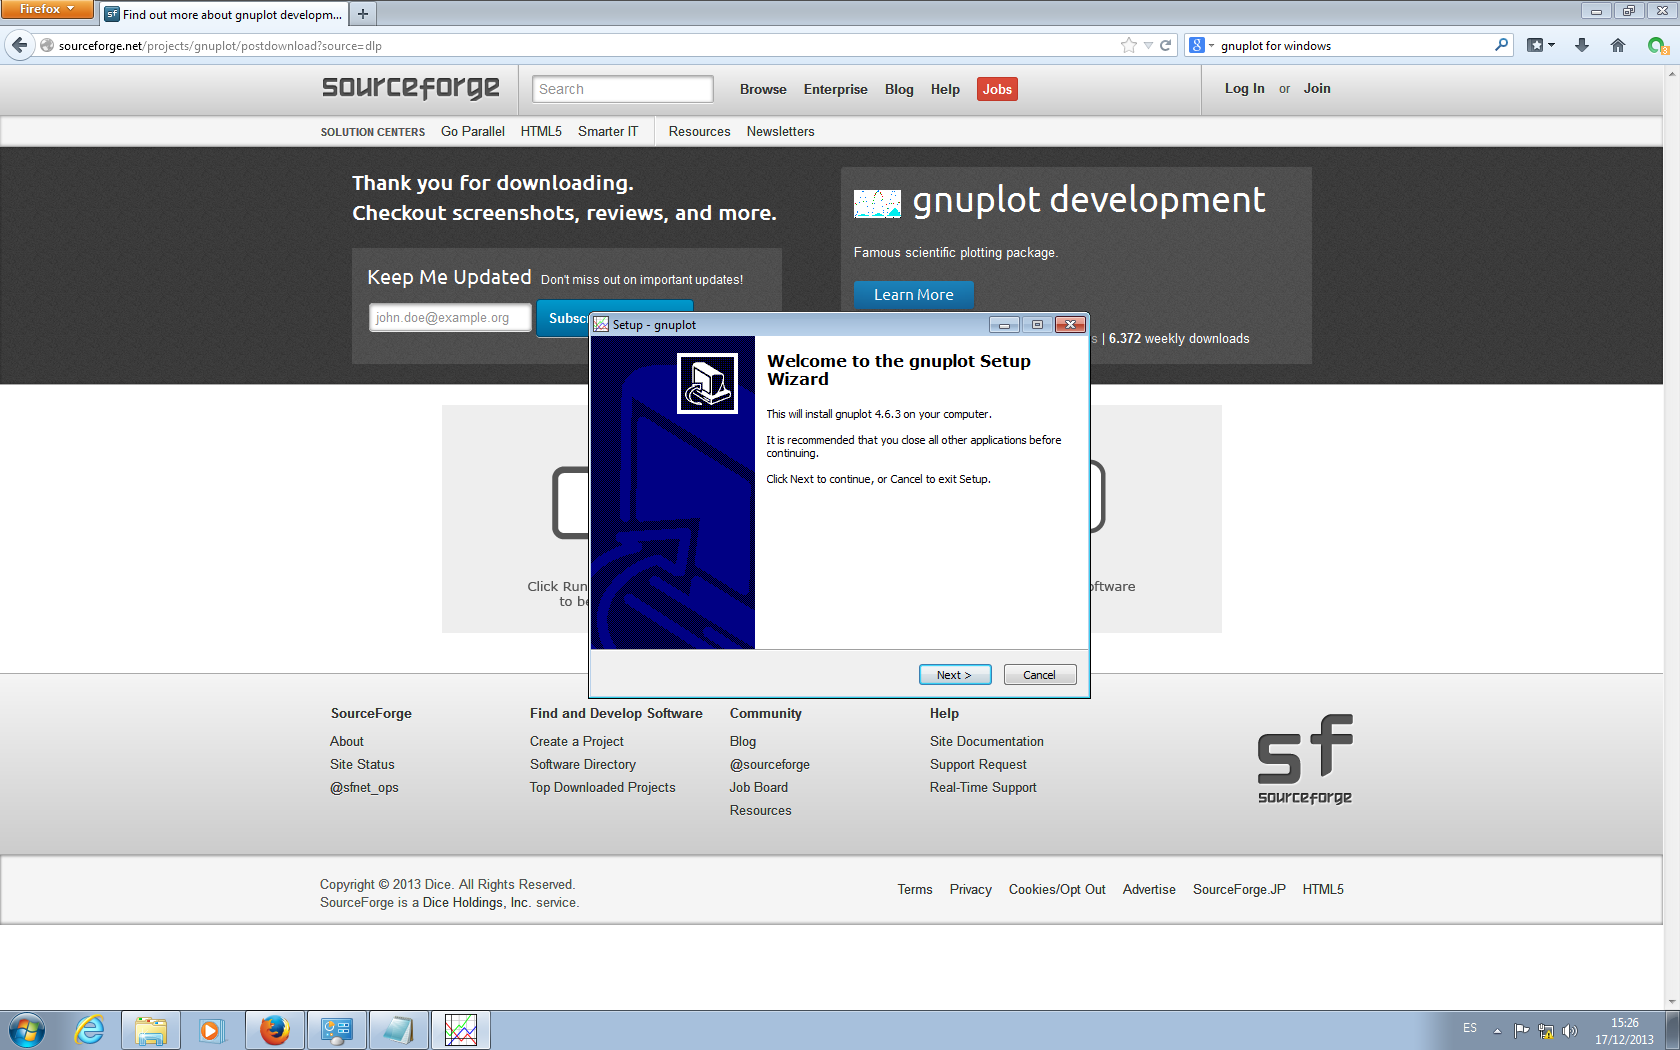 Firefox
sf Find out more about gnuplot developm...
sourceforge.net/projects/gnuplot/postdownload?source=dlp
8 gnuplot for windows
3
sourceforge
Search
Browse Enterprise Blog Help Jobs
Log In or Join
SOLUTION CENTERS Go Parallel HTML5 Smarter IT Resources Newsletters
Thank you for downloading.
Checkout screenshots, reviews, and more.
Keep Me Updated Don't miss out on important updates!
john.doe@example.org
Subsc
gnuplot development
Famous scientific plotting package.
Learn More
s | 6.372 weekly downloads
Setup - gnuplot
Welcome to the gnuplot Setup
Wizard
This will install gnuplot 4.6.3 on your computer.
It is recommended that you close all other applications before
continuing.
Click Next to continue, or Cancel to exit Setup.
Next >
Cancel
Click Run
to be
oftware
SourceForge
About
Site Status
@sfnet_ops
Find and Develop Software
Create a Project
Software Directory
Top Downloaded Projects
Community
Blog
@sourceforge
Job Board
Resources
Help
Site Documentation
Support Request
Real-Time Support
sf
sourceforge
Copyright © 2013 Dice. All Rights Reserved.
SourceForge is a Dice Holdings, Inc. service.
Terms Privacy Cookies/Opt Out Advertise SourceForge.JP HTML5
ES
15:26
17/12/2013